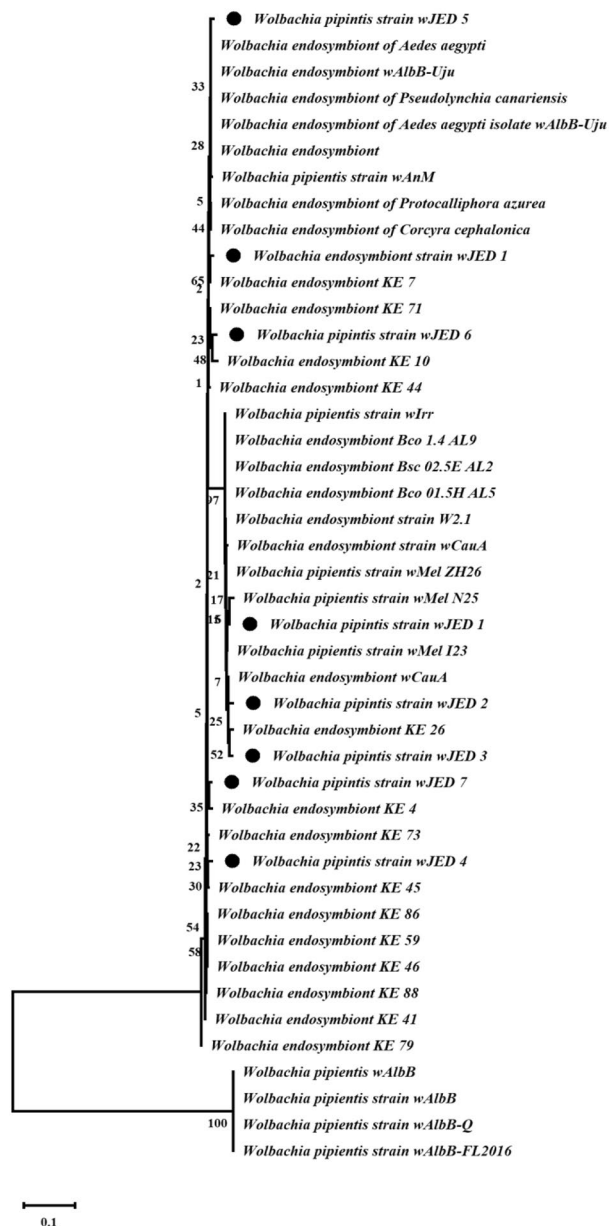 Wolbachia pipintis strain wJED 5
Wolbachia endosymbiont of Aedes aegypti
Wolbachia endosymbiont wAlbB-Uju
33
Wolbachia endosymbiont of Pseudolynchia canariensis
Wolbachia endosymbiont of Aedes aegypti isolate wAlbB-Uju
28
Wolbachia endosymbiont
Wolbachia pipientis strain wAnM
5
Wolbachia endosymbiont of Protocalliphora azurea
44
Wolbachia endosymbiont of Corcyra cephalonica
Wolbachia endosymbiont strain wJED 1
65
Wolbachia endosymbiont KE 7
2
Wolbachia endosymbiont KE 71
23
Wolbachia pipintis strain wJED 6
48
Wolbachia endosymbiont KE 10
1
Wolbachia endosymbiont KE 44
Wolbachia pipientis strain wIrr
Wolbachia endosymbiont Bco 1.4 AL9
Wolbachia endosymbiont Bsc 02.5E AL2
Wolbachia endosymbiont Bco 01.5H AL5
97
Wolbachia endosymbiont strain W2.1
Wolbachia endosymbiont strain wCauA
2
21
Wolbachia pipientis strain wMel ZH26
17
Wolbachia pipientis strain wMel N25
Wolbachia pipintis strain wJED 1
Wolbachia pipientis strain wMel I23
7
Wolbachia endosymbiont wCauA
Wolbachia pipintis strain wJED 2
5
25
Wolbachia endosymbiont KE 26
52
Wolbachia pipintis strain wJED 3
Wolbachia pipintis strain wJED 7
35
Wolbachia endosymbiont KE 4
Wolbachia endosymbiont KE 73
22
Wolbachia pipintis strain wJED 4
23
30
Wolbachia endosymbiont KE 45
Wolbachia endosymbiont KE 86
54
Wolbachia endosymbiont KE 59
58
Wolbachia endosymbiont KE 46
Wolbachia endosymbiont KE 88
Wolbachia endosymbiont KE 41
Wolbachia endosymbiont KE 79
Wolbachia pipientis wAlbB
Wolbachia pipientis strain wAlbB
100
Wolbachia pipientis strain wAlbB-Q
Wolbachia pipientis strain wAlbB-FL2016
0.1